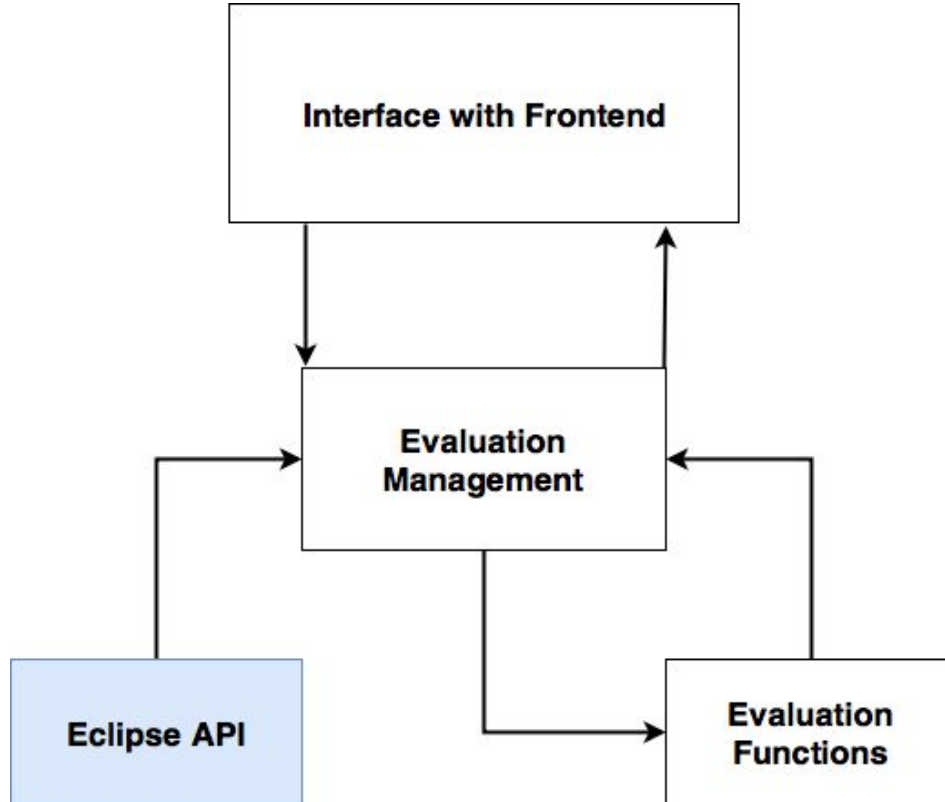 Interface with Frontend
Evaluation
Management
Eclipse API
Evaluation
Functions